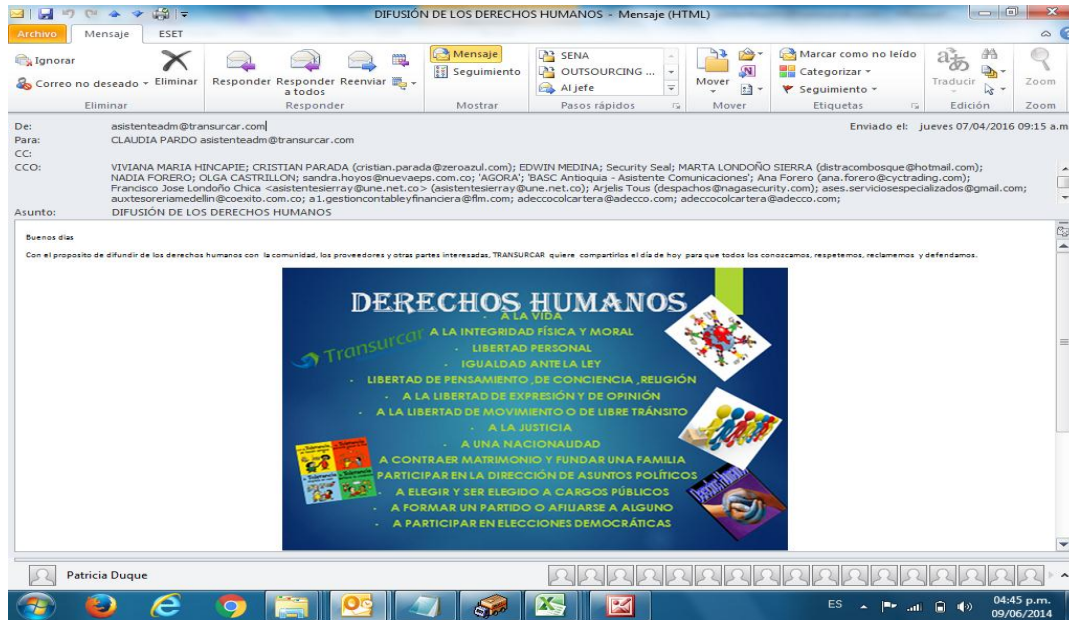 DIFUSIÓN DE LOS DERECHOS HUMANOS - Mensaje (HTML)
Archivo Mensaje ESET
Ignorar
Correo no deseado Eliminar
Responder Responder a todos Reenviar
Mensaje
Seguimiento
SENA
OUTSOURCING ...
Al jefe
Mover
Marcar como no leído
Categorizar
Seguimiento
Traducir
Zoom
Eliminar Responder Mostrar Pasos rápidos Mover Etiquetas Edición Zoom
De: asistenteadm@transurcar.com Enviado el: jueves 07/04/2016 09:15 a.m
Para: CLAUDIA PARDO asistenteadm@transurcar.com
CC:
CCO: VIVIANA MARIA HINCAPIE; CRISTIAN PARADA (cristian.parada@zeroazul.com); EDWIN MEDINA; Security Seal; MARTA LONDOÑO SIERRA (distracombosque@hotmail.com);
NADIA FORERO; OLGA CASTRILLON; sandra.hoyos@nuevaeps.com.co; 'AGORA'; 'BASC Antioquia - Asistente Comunicaciones'; Ana Forero (ana.forero@cyctrading.com);
Francisco Jose Londoño Chica <asistentesierray@une.net.co> (asistentesierray@une.net.co); Arjelis Tous (despachos@nagasecurity.com); ases.serviciosespecializados@gmail.com;
auxtesoreriamedellin@coexito.com.co; a1.gestioncontableyfinanciera@flm.com; adeccocolcartera@adecco.com; adeccocolcartera@adecco.com;
Asunto: DIFUSIÓN DE LOS DERECHOS HUMANOS
Buenos días
Con el proposito de difundir de los derechos humanos con la comunidad, los proveedores y otras partes interesadas, TRANSURCAR quiere compartirlos el día de hoy para que todos los conozcamos, respetemos, reclamemos y defendamos.
DERECHOS HUMANOS
Transurcar
- A LA VIDA
- A LA INTEGRIDAD FÍSICA Y MORAL
- LIBERTAD PERSONAL
- IGUALDAD ANTE LA LEY
- LIBERTAD DE PENSAMIENTO ,DE CONCIENCIA ,RELIGIÓN
- A LA LIBERTAD DE EXPRESIÓN Y DE OPINIÓN
- A LA LIBERTAD DE MOVIMIENTO O DE LIBRE TRÁNSITO
- A LA JUSTICIA
- A UNA NACIONALIDAD
A CONTRAER MATRIMONIO Y FUNDAR UNA FAMILIA
PARTICIPAR EN LA DIRECCIÓN DE ASUNTOS POLÍTICOS
- A ELEGIR Y SER ELEGIDO A CARGOS PÚBLICOS
- A FORMAR UN PARTIDO O AFILIARSE A ALGUNO
- A PARTICIPAR EN ELECCIONES DEMOCRÁTICAS
Derechos Humanos
Patricia Duque
ES 04:45 p.m.
09/06/2014